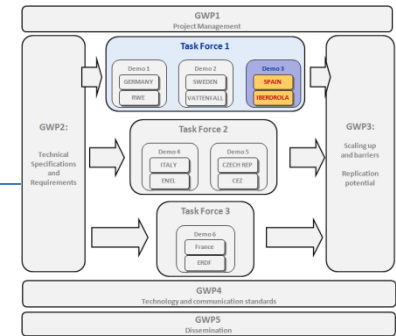 GWP1
Project Management
Task Force 1
Demo 1
GERMANY
RWE
Demo 2
SWEDEN
VATTENFALL
Demo 3
SPAIN
IBERDROLA
GWP2:
Technical
Specifications
and
Requirements
Task Force 2
Demo 4
ITALY
ENEL
Demo 5
CZECH REP
CEZ
Task Force 3
Demo 6
France
ERDF
GWP3:
Scaling up
and barriers
Replication
potential
GWP4
Technology and communication standards
GWP5
Dissemination